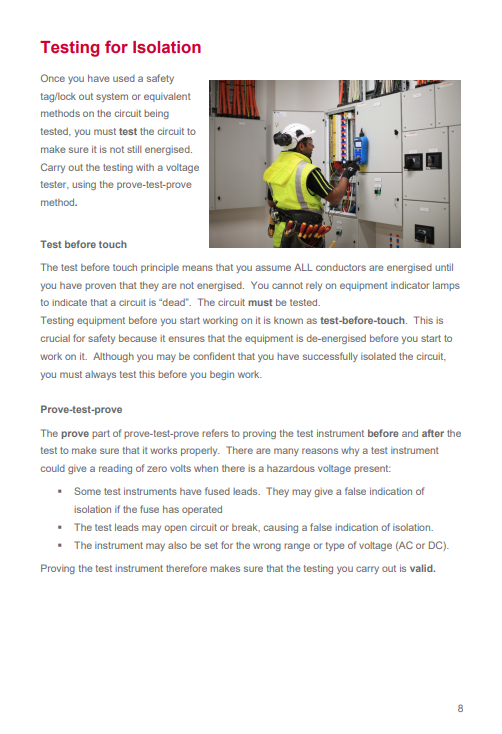 Testing for Isolation
Once you have used a safety
tag/lock out system or equivalent
methods on the circuit being
tested, you must test the circuit to
make sure it is not still energised.
Carry out the testing with a voltage
tester, using the prove-test-prove
method.
Test before touch
The test before touch principle means that you assume ALL conductors are energised until
you have proven that they are not energised.  You cannot rely on equipment indicator lamps
to indicate that a circuit is “dead”.  The circuit must be tested.
Testing equipment before you start working on it is known as test-before-touch.  This is
crucial for safety because it ensures that the equipment is de-energised before you start to
work on it.  Although you may be confident that you have successfully isolated the circuit,
you must always test this before you begin work.
Prove-test-prove
The prove part of prove-test-prove refers to proving the test instrument before and after the
test to make sure that it works properly.  There are many reasons why a test instrument
could give a reading of zero volts when there is a hazardous voltage present:
▪ Some test instruments have fused leads.  They may give a false indication of
isolation if the fuse has operated
▪ The test leads may open circuit or break, causing a false indication of isolation.
▪ The instrument may also be set for the wrong range or type of voltage (AC or DC).
Proving the test instrument therefore makes sure that the testing you carry out is valid.
8